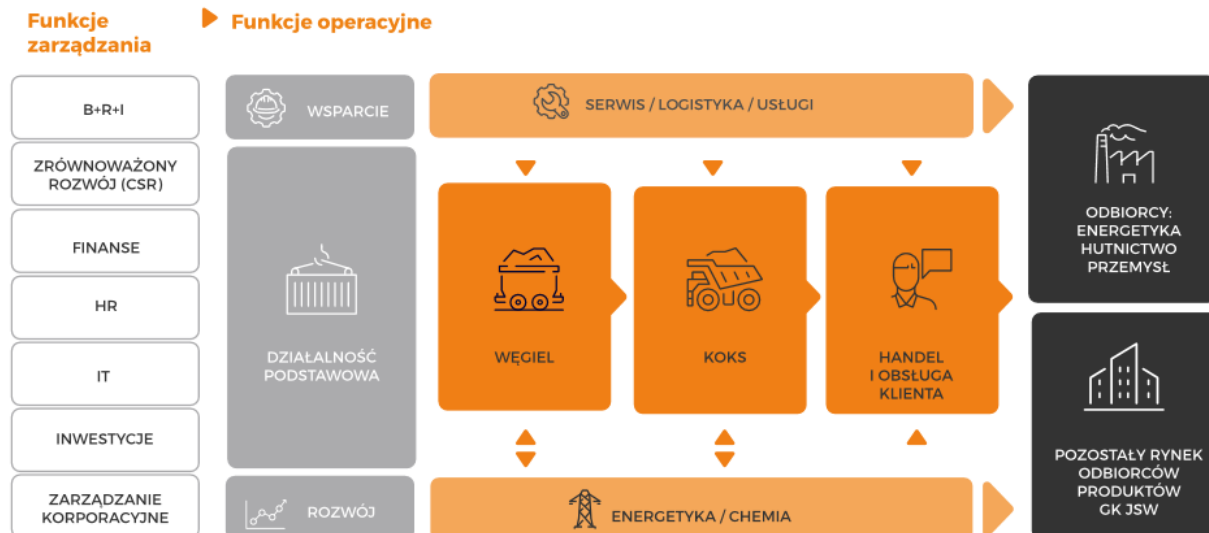 Funkcje
zarządzania
Funkcje operacyjne
B+R+I
ZRÓWNOWAŻONY
ROZWÓJ (CSR)
FINANSE
HR
IT
INWESTYCJE
ZARZĄDZANIE
KORPORACYJNE
WSPARCIE
DZIAŁALNOŚĆ
PODSTAWOWA
ROZWÓJ
SERWIS / LOGISTYKA / USŁUGI
WĘGIEL
KOKS
HANDEL
I OBSŁUGA
KLIENTA
ENERGETYKA / CHEMIA
ODBIORCY:
ENERGETYKA
HUTNICTWO
PRZEMYSŁ
POZOSTAŁY RYNEK
ODBIORCÓW
PRODUKTÓW
GK JSW